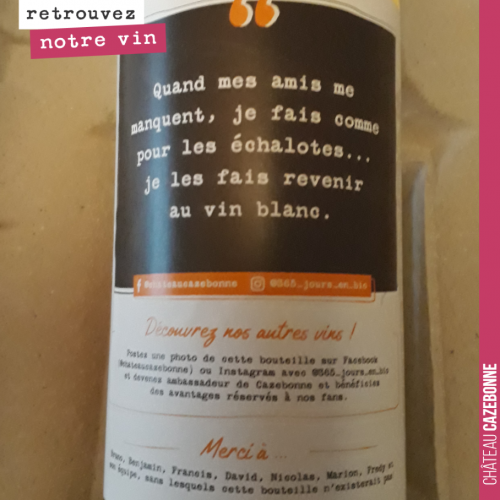 retrouvez
notre vin
Quand mes amis me
manquent, je fais comme
pour les échalotes...
je les fais revenir
au vin blanc.
@chateaucazebonne @365_jours_en_bio
Découvrez nos autres vins !
Postez une photo de cette bouteille sur Facebook
(@chateaucazebonne) ou Instagram avec @365_jours_en_bio
et devenez ambassadeur de Cazebonne et bénéficiez
des avantages réservés à nos fans.
Merci à ...
Benjamin, Francis, David, Nicolas, Marion, Fredy et
son équipe, sans lesquels cette bouteille n'existerait pas
CHÂTEAU CAZEBONNE